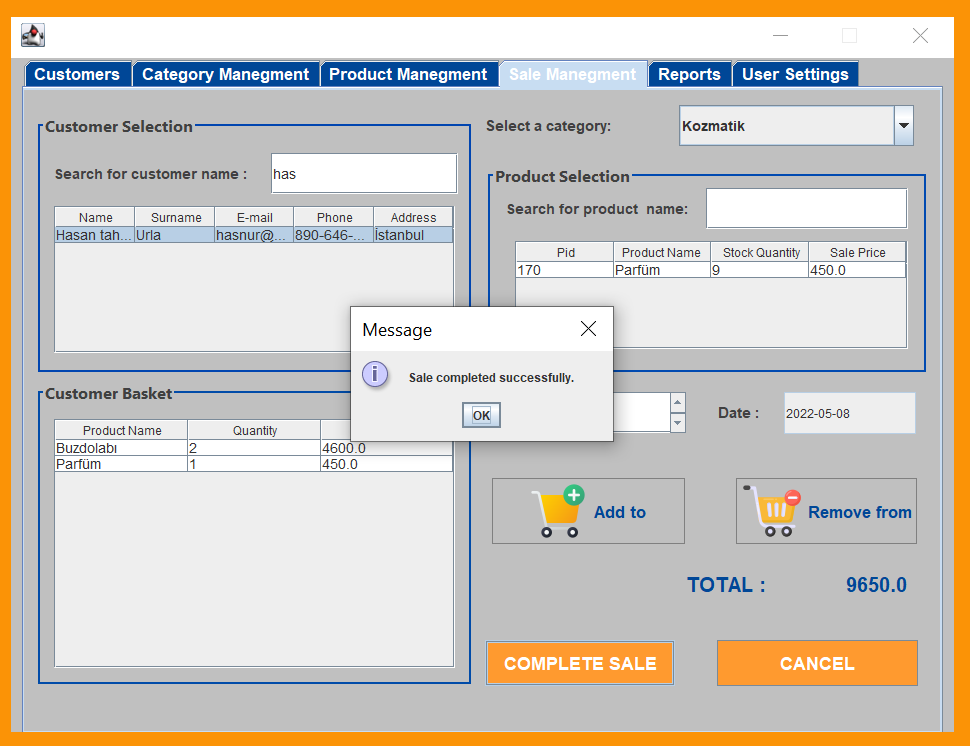 Customers Category Manegment Product Manegment Sale Manegment Reports User Settings
Customer Selection
Search for customer name : has
Name Surname E-mail Phone Address
Hasan tah... Urla hasnur@... 890-646-... İstanbul
Select a category: Kozmatik
Product Selection
Search for product name:
Pid Product Name Stock Quantity Sale Price
170 Parfüm 9 450.0
Message
Sale completed successfully.
OK
Customer Basket
Product Name Quantity
Buzdolabı 2 4600.0
Parfüm 1 450.0
Date : 2022-05-08
Add to Remove from
TOTAL : 9650.0
COMPLETE SALE CANCEL